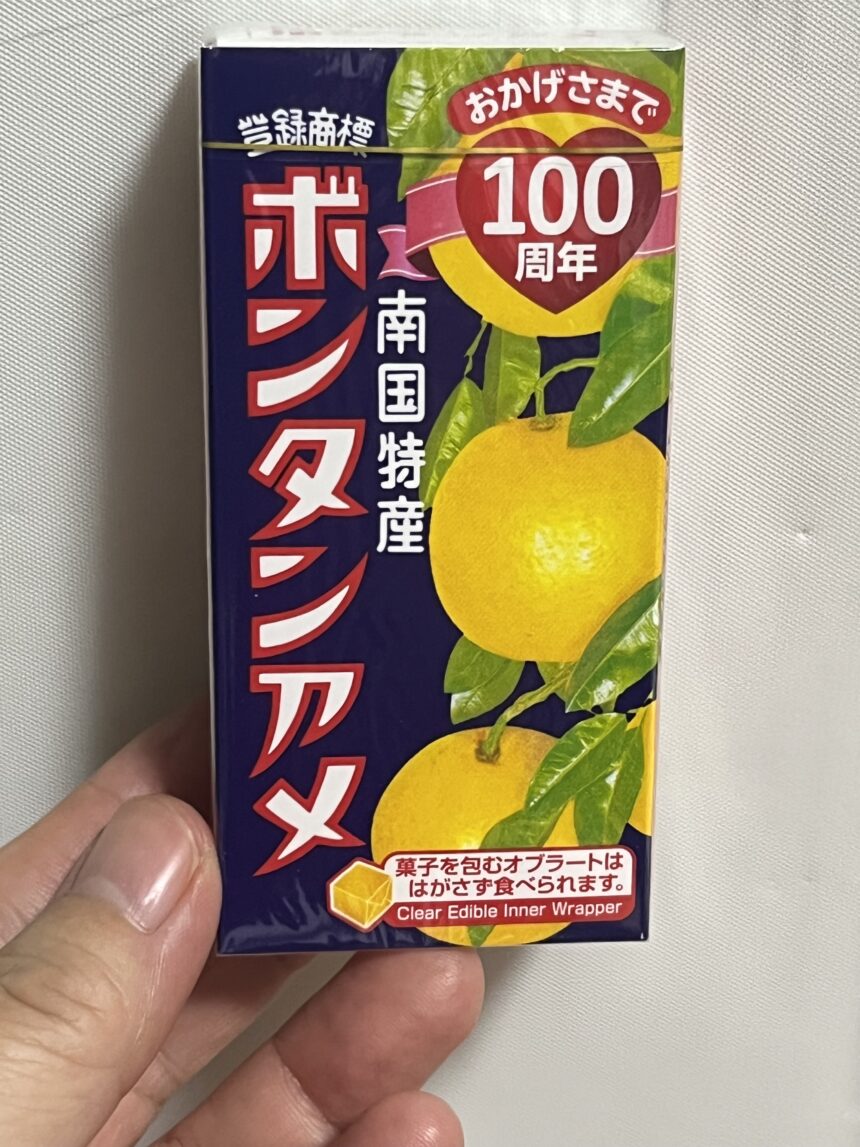 登録商標
ボンタンアメ
南国特産
おかげさまで
100
周年
菓子を包むオブラートは
はがさず食べられます。
Clear Edible Inner Wrapper